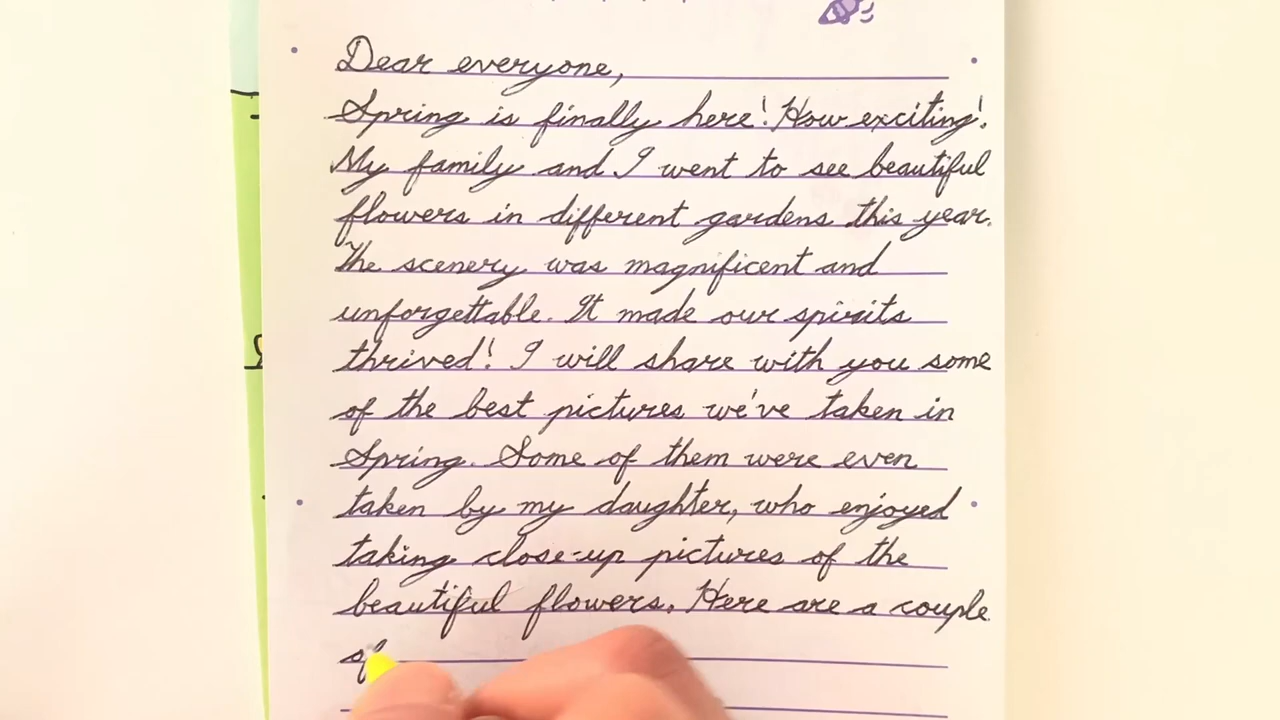 Dear everyone,
Spring is finally here! How exciting!
My family and I went to see beautiful
flowers in different gardens this year.
The scenery was magnificent and
unforgettable. It made our spirits
thrived! I will share with you some
of the best pictures we've taken in
Spring. Some of them were even
taken by my daughter, who enjoyed
taking close-up pictures of the
beautiful flowers. Here are a couple
of